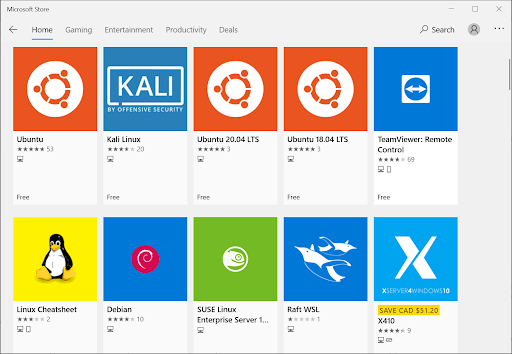 Microsoft Store
Home Gaming Entertainment Productivity Deals Search
KALI
BY OFFENSIVE SECURITY
Ubuntu
53
Free
Kali Linux
20
Ubuntu 20.04 LTS
3
Free
Ubuntu 18.04 LTS
3
Free
TeamViewer: Remote
Control
69
Free
Linux Cheatsheet
2
Debian
10
SUSE Linux
Enterprise Server 1...
Raft WSL
1
XSERVER4WINDOWS10
SAVE CAD $51.20
X410
9